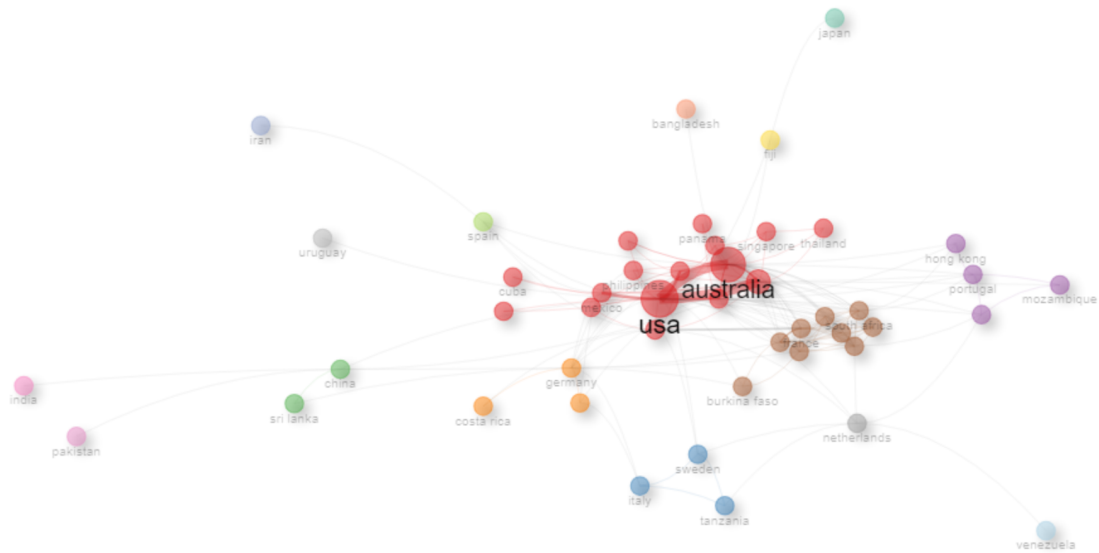 japan
bangladesh
iran
fiji
spain
uruguay
panama
singapore
thailand
hong kong
philippines
portugal
cuba
australia
mozambique
mexico
usa
south africa
france
china
germany
india
burkina faso
sri lanka
costa rica
netherlands
pakistan
sweden
italy
tanzania
venezuela